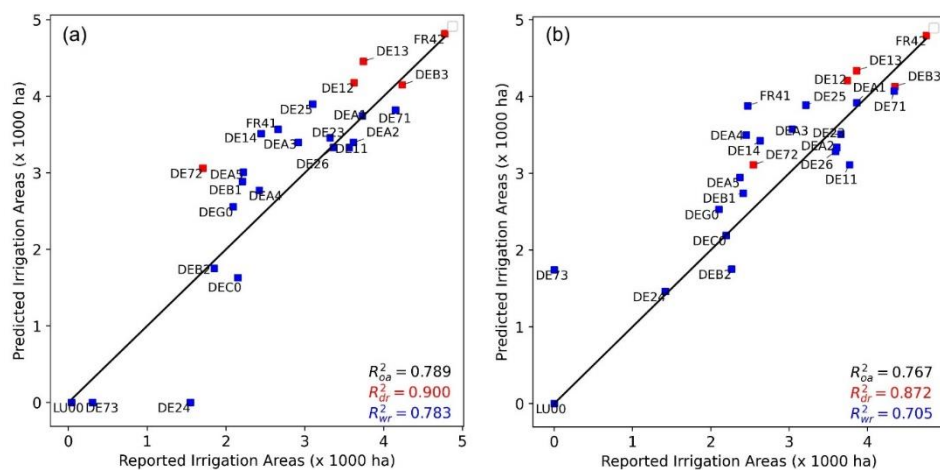 (a)
Predicted Irrigation Areas (x 1000 ha)
5
4
3
2
1
0
FR42
DE13
DE12
DEB3
DE25
DEA1
DE71
FR41
DE23
DE14
DEA3
DEA2
DE11
DE26
DE72
DEA5
DEB1
DEA4
DEG0
DEB2
DEC0
LU00
DE73
DE24
R²oa = 0.789
R²dr = 0.900
R²wr = 0.783
0 1 2 3 4 5
Reported Irrigation Areas (x 1000 ha)
(b)
Predicted Irrigation Areas (x 1000 ha)
5
4
3
2
1
0
FR42
DE13
DE12
DEB3
DEA1
DE25
DE71
FR41
DEA4
DEA3
DE23
DE14
DEA2
DE72
DE26
DE11
DEA5
DEB1
DEG0
DEC0
DE73
DEB2
DE24
LU00
R²oa = 0.767
R²dr = 0.872
R²wr = 0.705
0 1 2 3 4
Reported Irrigation Areas (x 1000 ha)